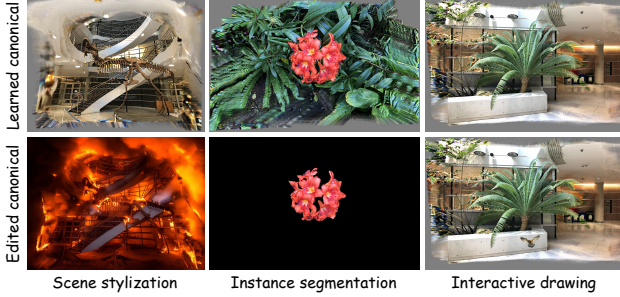 Learned canonical
Edited canonical
Scene stylization
Instance segmentation
Interactive drawing